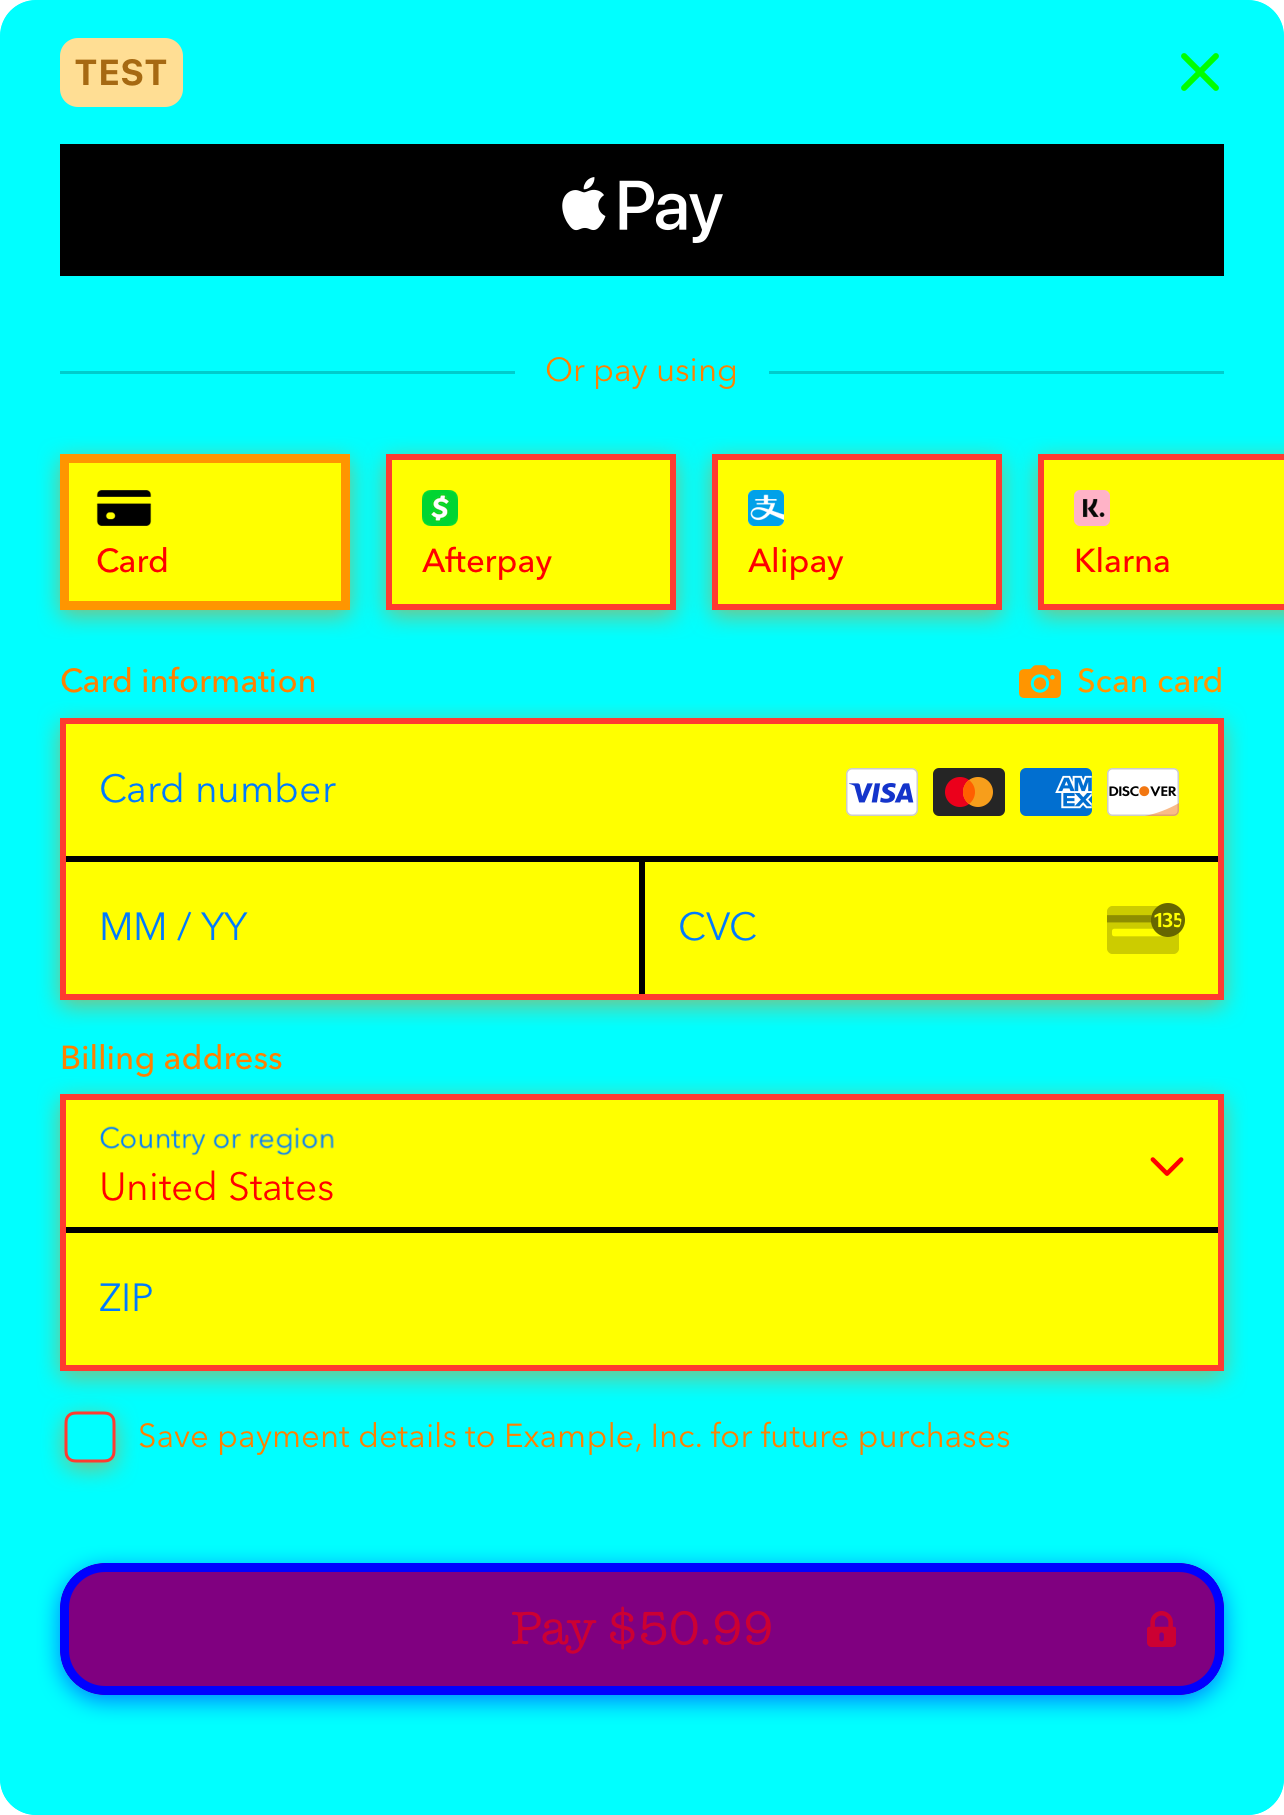 TEST
Pay
Or pay using
$ 支 K.
Card Afterpay Alipay Klarna
Card information Scan card
Card number VISA AMEX DISCOVER
MM / YY CVC 135
Billing address
Country or region
United States
ZIP
Save payment details to Example, Inc. for future purchases
Pay $50.99